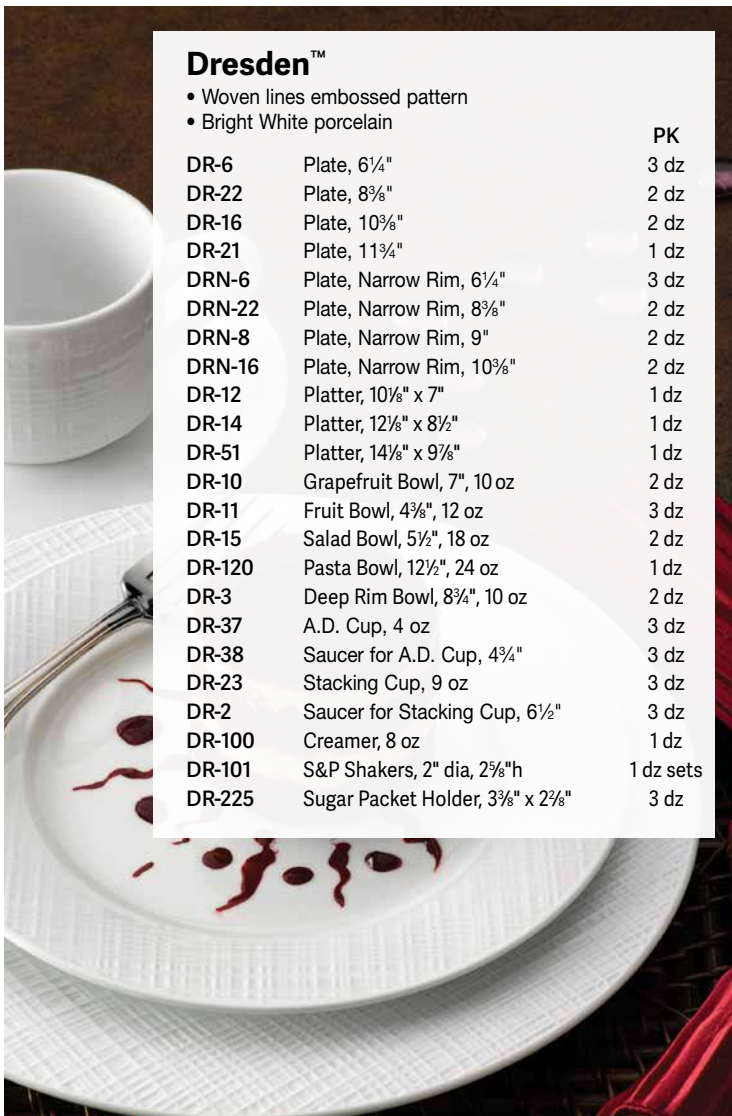 Dresden™
• Woven lines embossed pattern
• Bright White porcelain
PK
DR-6 Plate, 6¼" 3 dz
DR-22 Plate, 8⅜" 2 dz
DR-16 Plate, 10⅜" 2 dz
DR-21 Plate, 11¾" 1 dz
DRN-6 Plate, Narrow Rim, 6¼" 3 dz
DRN-22 Plate, Narrow Rim, 8⅜" 2 dz
DRN-8 Plate, Narrow Rim, 9" 2 dz
DRN-16 Plate, Narrow Rim, 10⅜" 2 dz
DR-12 Platter, 10⅛" x 7" 1 dz
DR-14 Platter, 12⅛" x 8½" 1 dz
DR-51 Platter, 14⅛" x 9⅞" 1 dz
DR-10 Grapefruit Bowl, 7", 10 oz 2 dz
DR-11 Fruit Bowl, 4⅜", 12 oz 3 dz
DR-15 Salad Bowl, 5½", 18 oz 2 dz
DR-120 Pasta Bowl, 12½", 24 oz 1 dz
DR-3 Deep Rim Bowl, 8¾", 10 oz 2 dz
DR-37 A.D. Cup, 4 oz 3 dz
DR-38 Saucer for A.D. Cup, 4¾" 3 dz
DR-23 Stacking Cup, 9 oz 3 dz
DR-2 Saucer for Stacking Cup, 6½" 3 dz
DR-100 Creamer, 8 oz 1 dz
DR-101 S&P Shakers, 2" dia, 2⅝"h 1 dz sets
DR-225 Sugar Packet Holder, 3⅜" x 2⅛" 3 dz